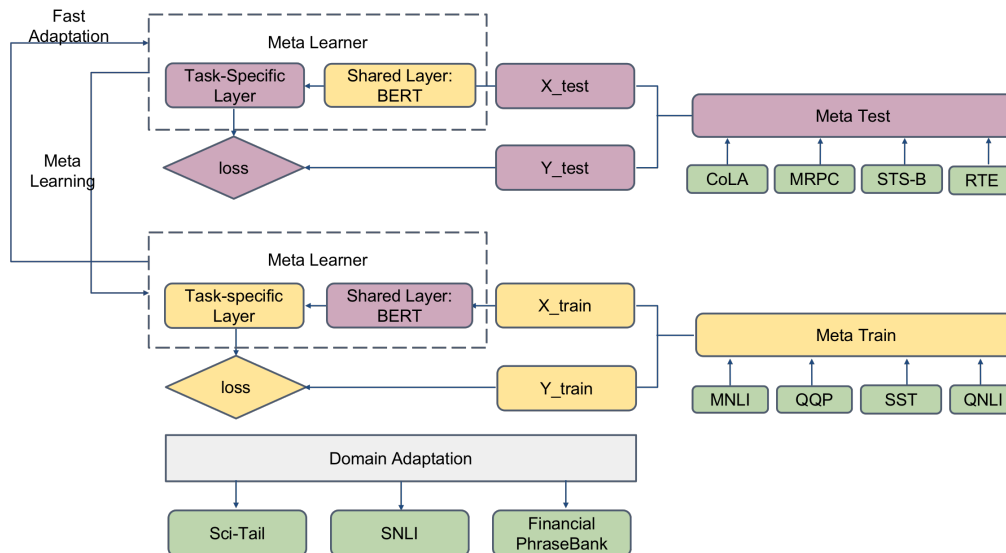 Fast
Adaptation
Meta Learner
Task-Specific
Layer
Shared Layer:
BERT
X_test
Meta Test
loss
Y_test
CoLA
MRPC
STS-B
RTE
Meta
Learning
Meta Learner
Task-specific
Layer
Shared Layer:
BERT
X_train
Meta Train
loss
Y_train
MNLI
QQP
SST
QNLI
Domain Adaptation
Sci-Tail
SNLI
Financial
PhraseBank